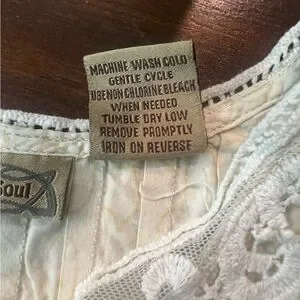 MACHINE WASH COLD
GENTLE CYCLE
USE NON CHLORINE BLEACH
WHEN NEEDED
TUMBLE DRY LOW
REMOVE PROMPTLY
IRON ON REVERSE
Soul